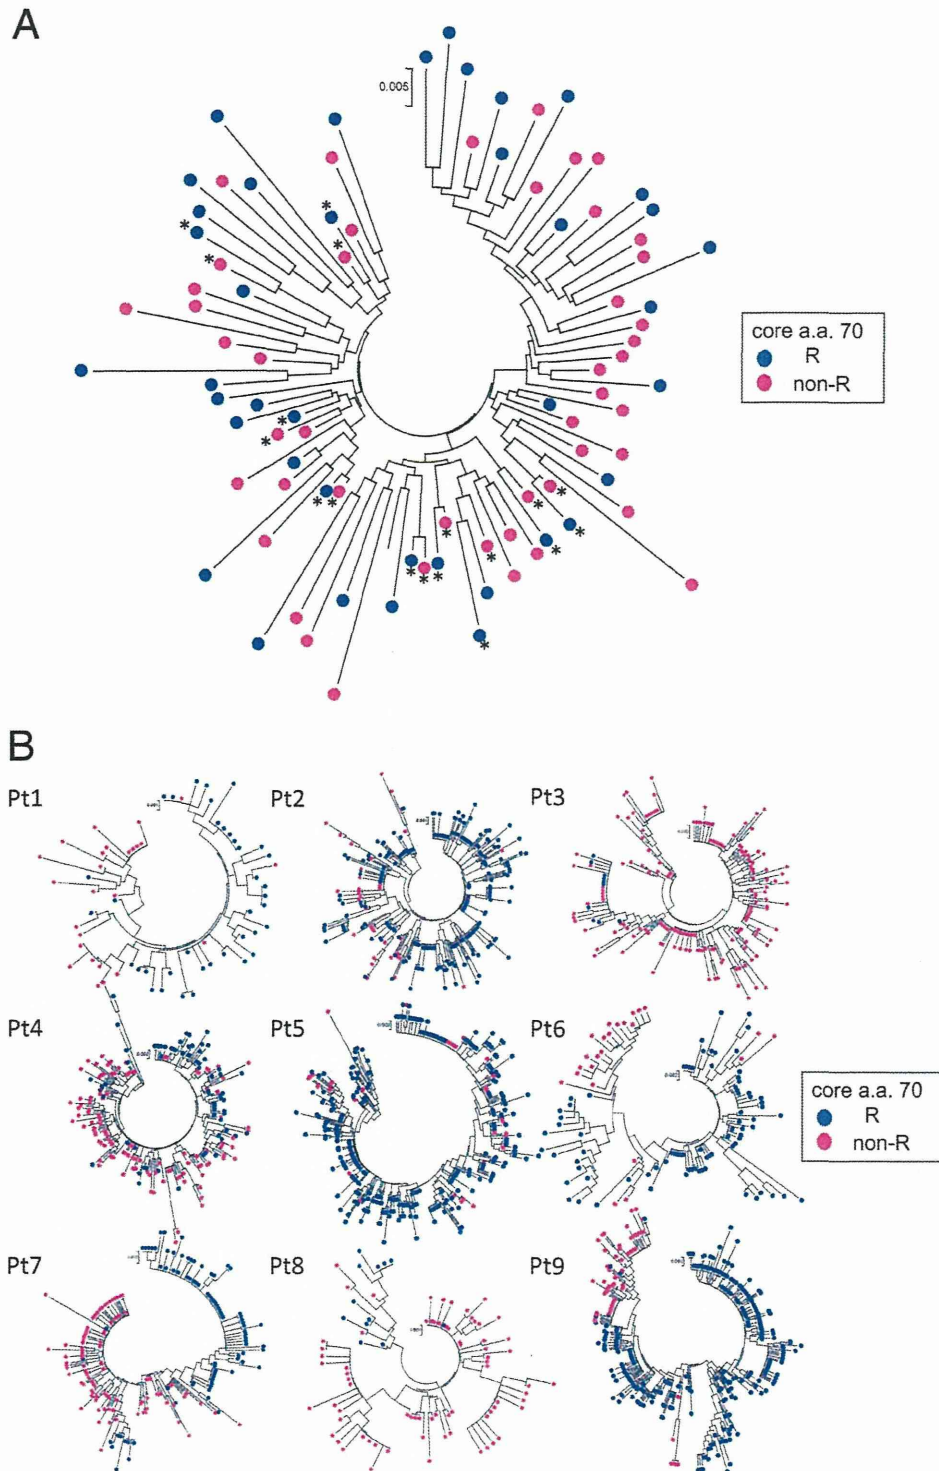 A
0.005
core a.a. 70
R
non-R
B
Pt1
Pt2
Pt3
Pt4
Pt5
Pt6
core a.a. 70
R
non-R
Pt7
Pt8
Pt9